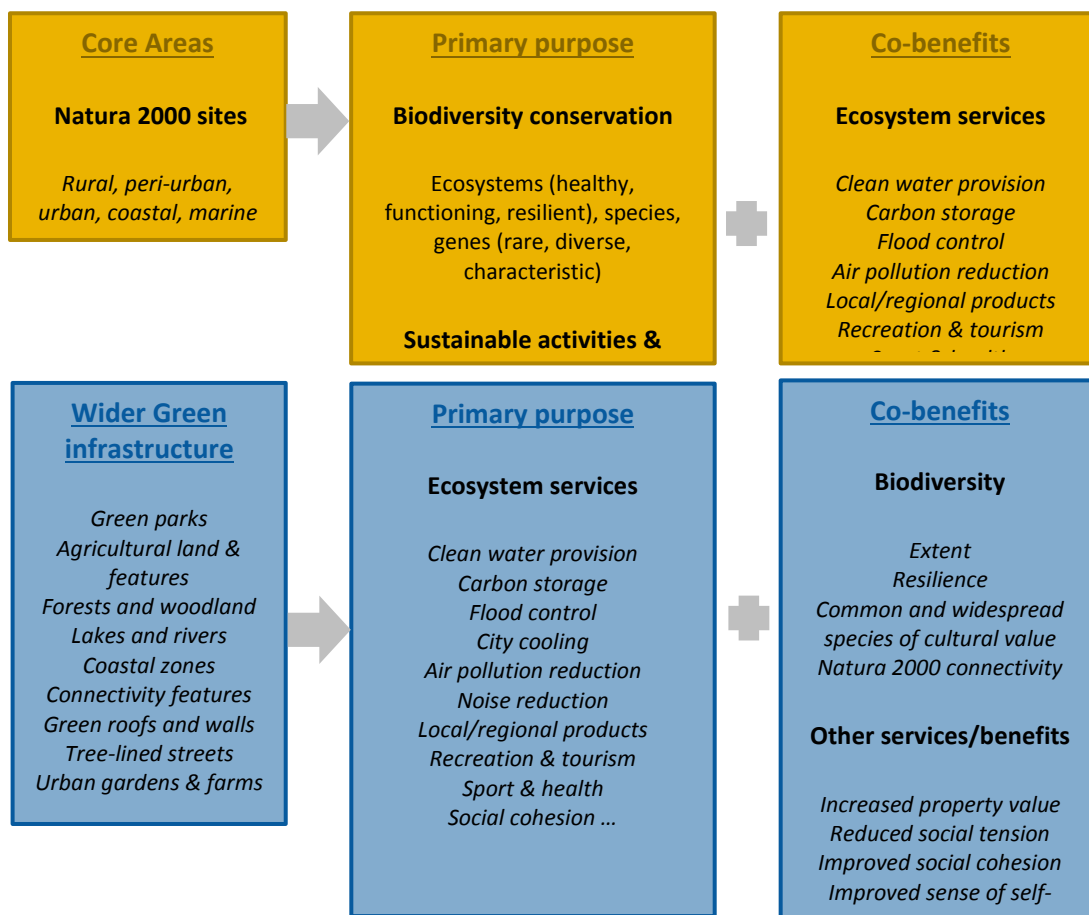 Core Areas
Natura 2000 sites
Rural, peri-urban,
urban, coastal, marine
Primary purpose
Biodiversity conservation
Ecosystems (healthy,
functioning, resilient), species,
genes (rare, diverse,
characteristic)
Sustainable activities &
Co-benefits
Ecosystem services
Clean water provision
Carbon storage
Flood control
Air pollution reduction
Local/regional products
Recreation & tourism
Wider Green
infrastructure
Green parks
Agricultural land &
features
Forests and woodland
Lakes and rivers
Coastal zones
Connectivity features
Green roofs and walls
Tree-lined streets
Urban gardens & farms
Primary purpose
Ecosystem services
Clean water provision
Carbon storage
Flood control
City cooling
Air pollution reduction
Noise reduction
Local/regional products
Recreation & tourism
Sport & health
Social cohesion …
Co-benefits
Biodiversity
Extent
Resilience
Common and widespread
species of cultural value
Natura 2000 connectivity
Other services/benefits
Increased property value
Reduced social tension
Improved social cohesion
Improved sense of self-